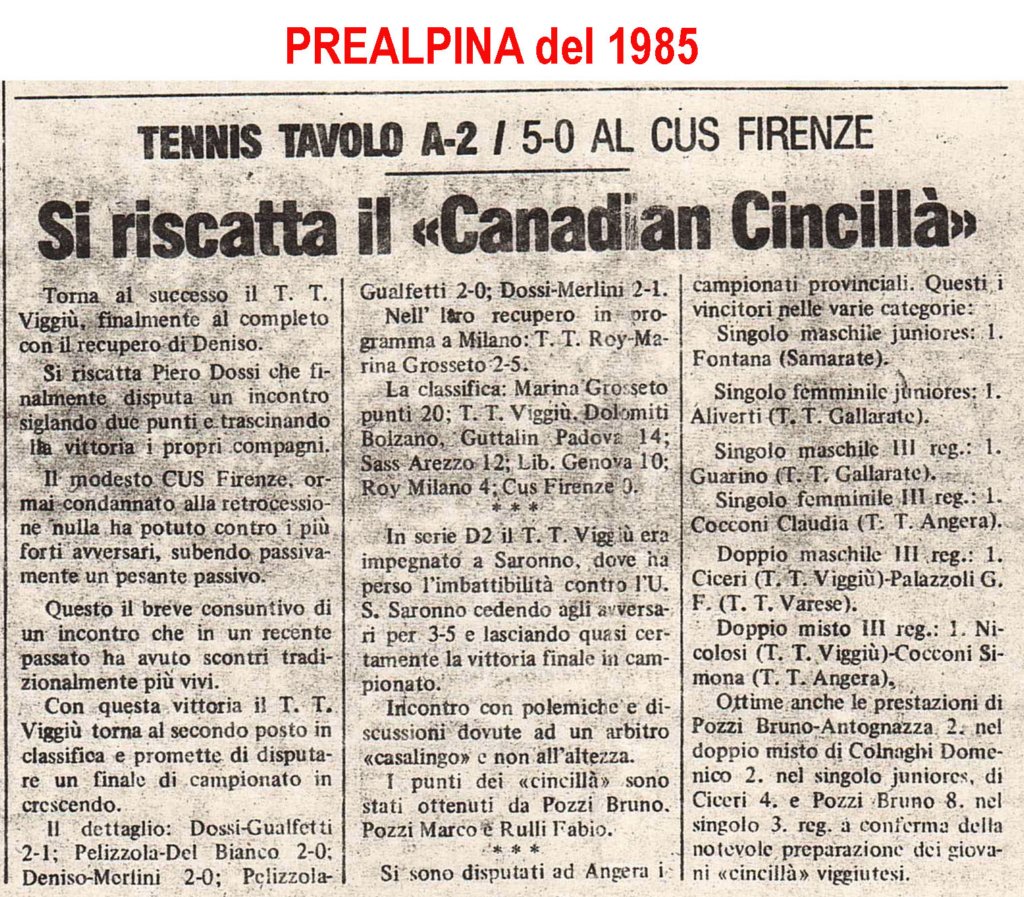 PREALPINA del 1985
TENNIS TAVOLO A-2 / 5-0 AL CUS FIRENZE
Si riscatta il «Canadian Cincillà»
Torna al successo il T. T.
Viggiù, finalmente al completo
con il recupero di Deniso.
Si riscatta Piero Dossi che fi-
nalmente disputa un incontro
siglando due punti e trascinando
la vittoria i propri compagni.
Il modesto CUS Firenze, or-
mai condannato alla retrocessio-
ne nulla ha potuto contro i più
forti avversari, subendo passiva-
mente un pesante passivo.
Questo il breve consuntivo di
un incontro che in un recente
passato ha avuto scontri tradi-
zionalmente più vivi.
Con questa vittoria il T. T.
Viggiù torna al secondo posto in
classifica e promette di disputa-
re un finale di campionato in
crescendo.
Il dettaglio: Dossi-Gualfetti
2-1; Pelizzola-Del Bianco 2-0;
Deniso-Merlini 2-0; Pelizzola-
Gualfetti 2-0; Dossi-Merlini 2-1.
Nell' altro recupero in pro-
gramma a Milano: T. T. Roy-Ma-
rina Grosseto 2-5.
La classifica: Marina Grosseto
punti 20; T. T. Viggiù, Dolomiti
Bolzano, Guttalin Padova 14;
Sass Arezzo 12; Lib. Genova 10;
Roy Milano 4; Cus Firenze 0.
* * *
In serie D2 il T. T. Viggiù era
impegnato a Saronno, dove ha
perso l'imbattibilità contro l'U.
S. Saronno cedendo agli avversa-
ri per 3-5 e lasciando quasi cer-
tamente la vittoria finale in cam-
pionato.
Incontro con polemiche e di-
scussioni dovute ad un arbitro
«casalingo» e non all'altezza.
I punti dei «cincillà» sono
stati ottenuti da Pozzi Bruno.
Pozzi Marco e Rulli Fabio.
* * *
Si sono disputati ad Angera i
campionati provinciali. Questi i
vincitori nelle varie categorie:
Singolo maschile juniores: 1.
Fontana (Samarate).
Singolo femminile juniores: 1.
Aliverti (T. T. Gallarate).
Singolo maschile III reg.: 1.
Guarino (T. T. Gallarate).
Singolo femminile III reg.: 1.
Cocconi Claudia (T. T. Angera).
Doppio maschile III reg.: 1.
Ciceri (T. T. Viggiù)-Palazzoli G.
F. (T. T. Varese).
Doppio misto III reg.: 1. Ni-
colosi (T. T. Viggiù)-Cocconi Si-
mona (T. T. Angera),
Ottime anche le prestazioni di
Pozzi Bruno-Antognazza 2. nel
doppio misto di Colnaghi Dome-
nico 2. nel singolo juniores, di
Ciceri 4. e Pozzi Bruno 8. nel
singolo 3. reg. a conferma della
notevole preparazione dei giova-
ni «cincillà» viggiutesi.